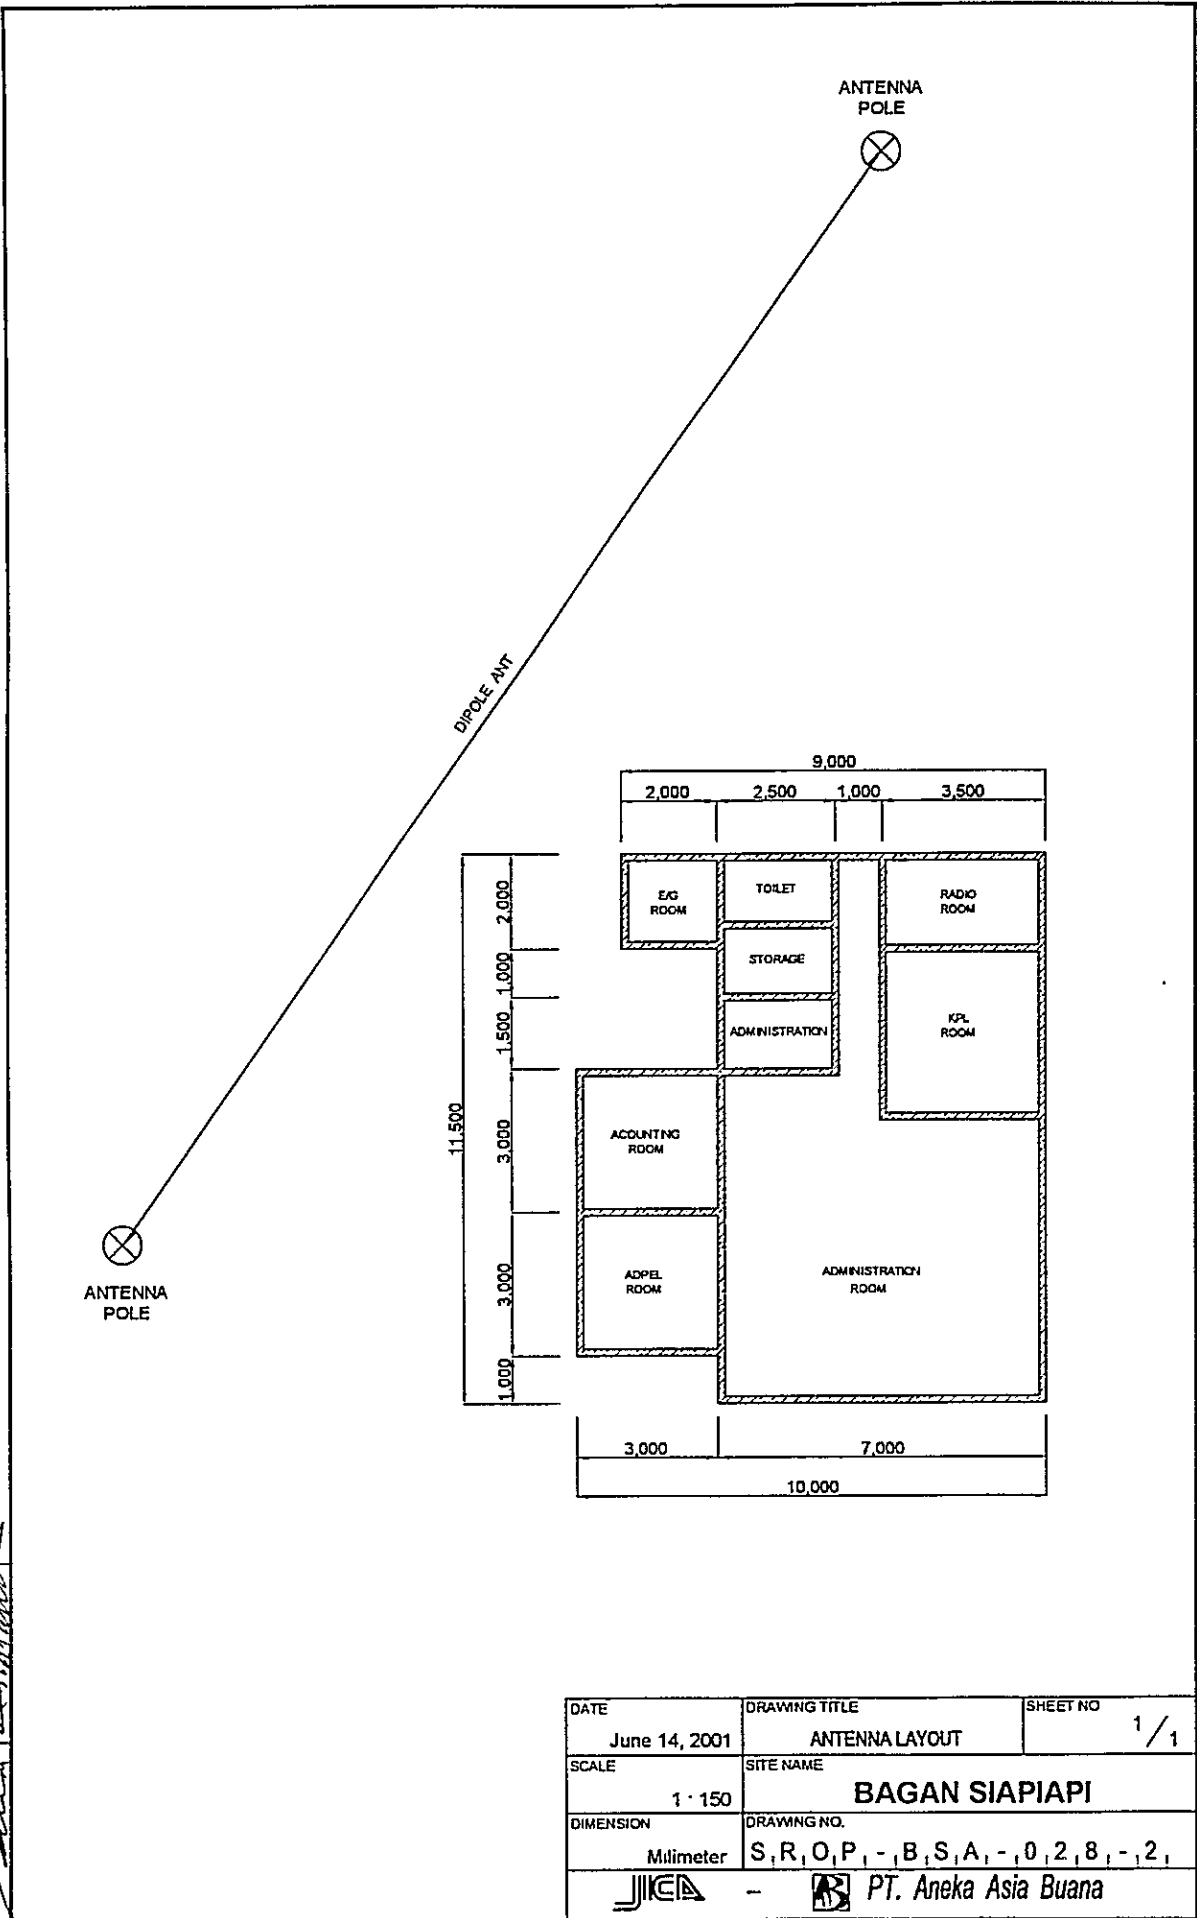 ANTENNA
POLE
DIPOLE ANT
9,000
2,000
2,500
1,000
3,500
E/G
ROOM
TOILET
RADIO
ROOM
STORAGE
ADMINISTRATION
KPL
ROOM
11,500
2,000
1,000
1,500
3,000
3,000
1,000
ACOUNTING
ROOM
ADPEL
ROOM
ADMINISTRATION
ROOM
ANTENNA
POLE
3,000
7,000
10,000
DATE
June 14, 2001
DRAWING TITLE
ANTENNA LAYOUT
SHEET NO
1/1
SCALE
1 : 150
SITE NAME
BAGAN SIAPIAPI
DIMENSION
Milimeter
DRAWING NO.
SROP-BSA-028-2
JICA - AB PT. Aneka Asia Buana